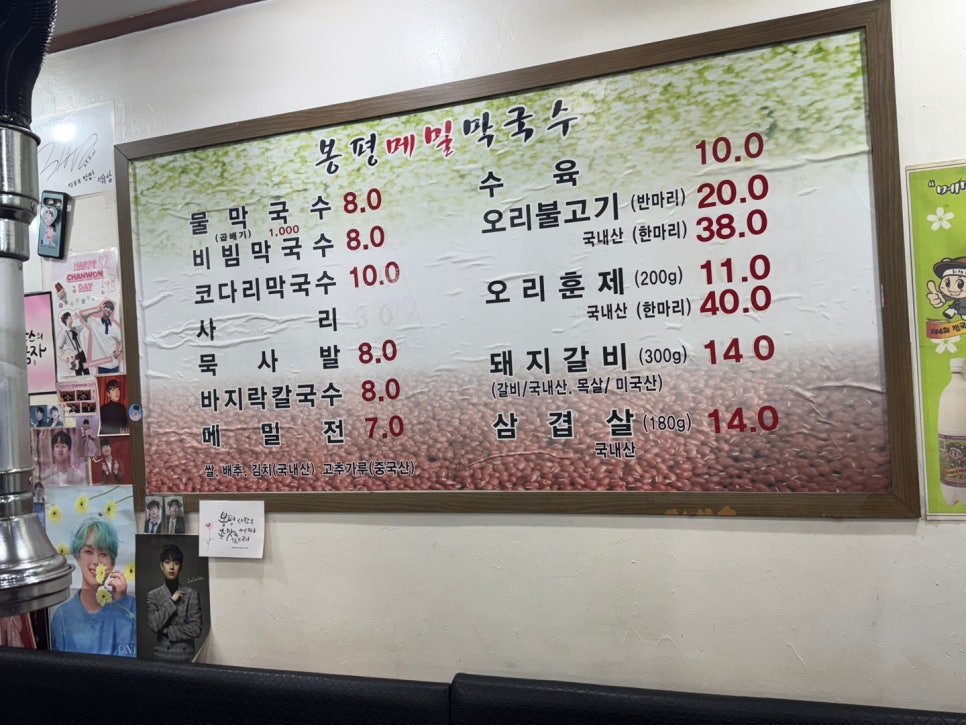 봉평메밀막국수
물막국수 8.0
(곱배기) 1.000
비빔막국수 8.0
코다리막국수 10.0
사리
묵사발 8.0
바지락칼국수 8.0
메밀전 7.0
쌀. 배추. 김치(국내산) 고추가루(중국산)
수육 10.0
오리불고기 (반마리) 20.0
국내산 (한마리) 38.0
오리훈제 (200g) 11.0
국내산 (한마리) 40.0
돼지갈비 (300g) 14.0
(갈비/국내산. 목살/ 미국산)
삼겹살 (180g) 14.0
국내산
HAPPY
CHANWON
DAY
"메